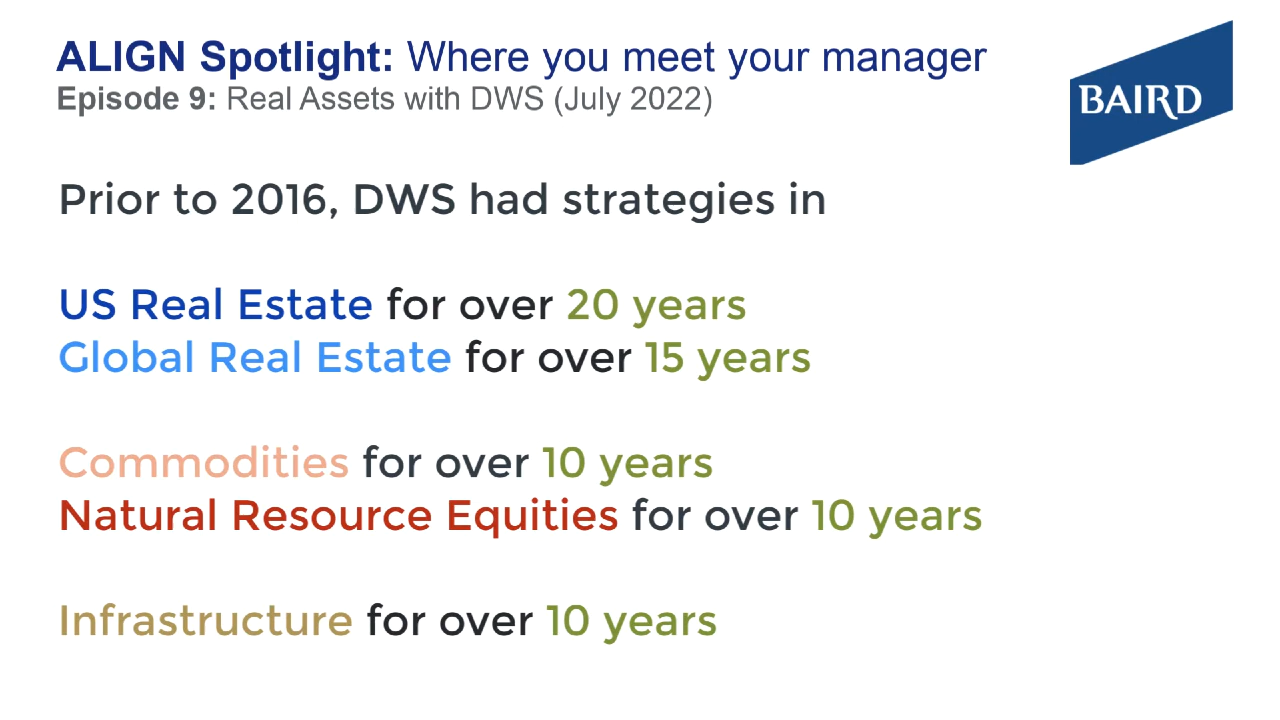 ALIGN Spotlight: Where you meet your manager
Episode 9: Real Assets with DWS (July 2022)
BAIRD
Prior to 2016, DWS had strategies in
US Real Estate for over 20 years
Global Real Estate for over 15 years
Commodities for over 10 years
Natural Resource Equities for over 10 years
Infrastructure for over 10 years